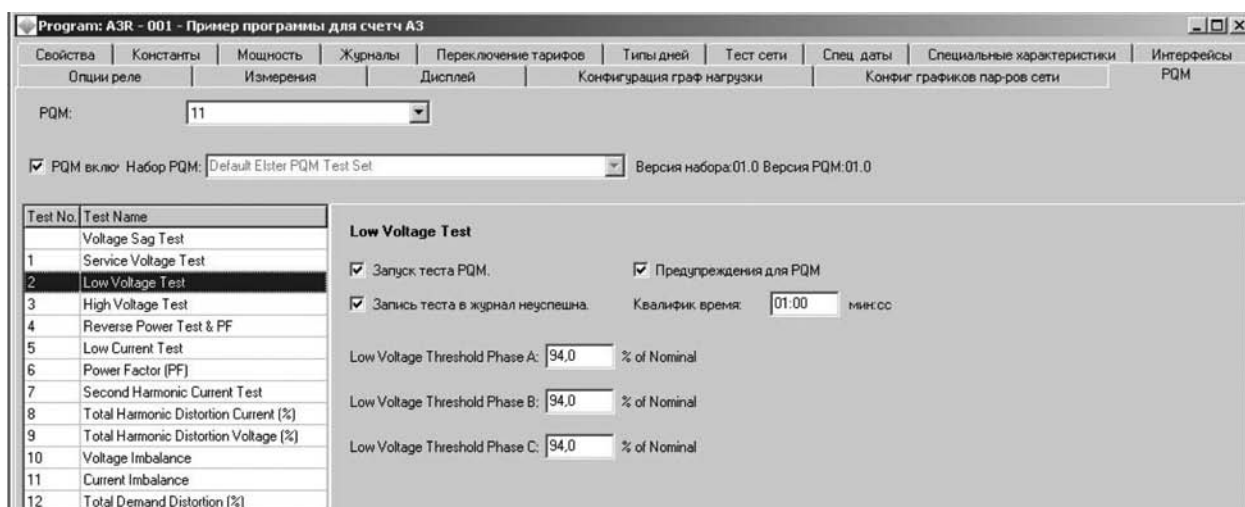 Program: A3R - 001 - Пример программы для счетч А3
Свойства Константы Мощность Журналы Переключение тарифов Типы дней Тест сети Спец. даты Специальные характеристики Интерфейсы
Опции реле Измерения Дисплей Конфигурация граф нагрузки Конфиг графиков пар-ров сети PQM
PQM: 11
PQM вклю Набор PQM: Default Elster PQM Test Set Версия набора:01.0 Версия PQM:01.0
Test No. Test Name
Voltage Sag Test
1 Service Voltage Test
2 Low Voltage Test
3 High Voltage Test
4 Reverse Power Test & PF
5 Low Current Test
6 Power Factor (PF)
7 Second Harmonic Current Test
8 Total Harmonic Distortion Current (%)
9 Total Harmonic Distortion Voltage (%)
10 Voltage Imbalance
11 Current Imbalance
12 Total Demand Distortion (%)
Low Voltage Test
Запуск теста PQM. Предупреждения для PQM
Запись теста в журнал неуспешна. Квалифик время: 01:00 мин:сс
Low Voltage Threshold Phase A: 94,0 % of Nominal
Low Voltage Threshold Phase B: 94,0 % of Nominal
Low Voltage Threshold Phase C: 94,0 % of Nominal